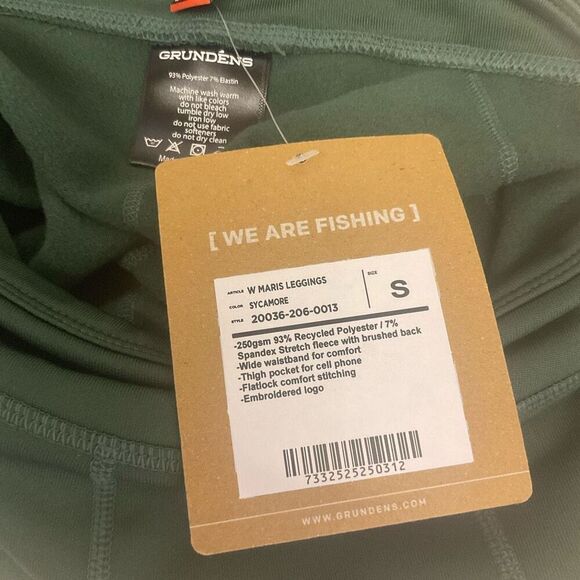 GRUNDÉNS
93% Polyester 7% Elastin
Machine wash warm
with like colors
do not bleach
tumble dry low
iron low
do not use fabric
softeners
do not dry clean
[ WE ARE FISHING ]
ARTICLE W MARIS LEGGINGS
COLOR SYCAMORE
STYLE 20036-206-0013
SIZE
S
-250gsm 93% Recycled Polyester / 7%
Spandex Stretch fleece with brushed back
-Wide waistband for comfort
-Thigh pocket for cell phone
-Flatlock comfort stitching
-Embroidered logo
7332525250312
WWW.GRUNDENS.COM